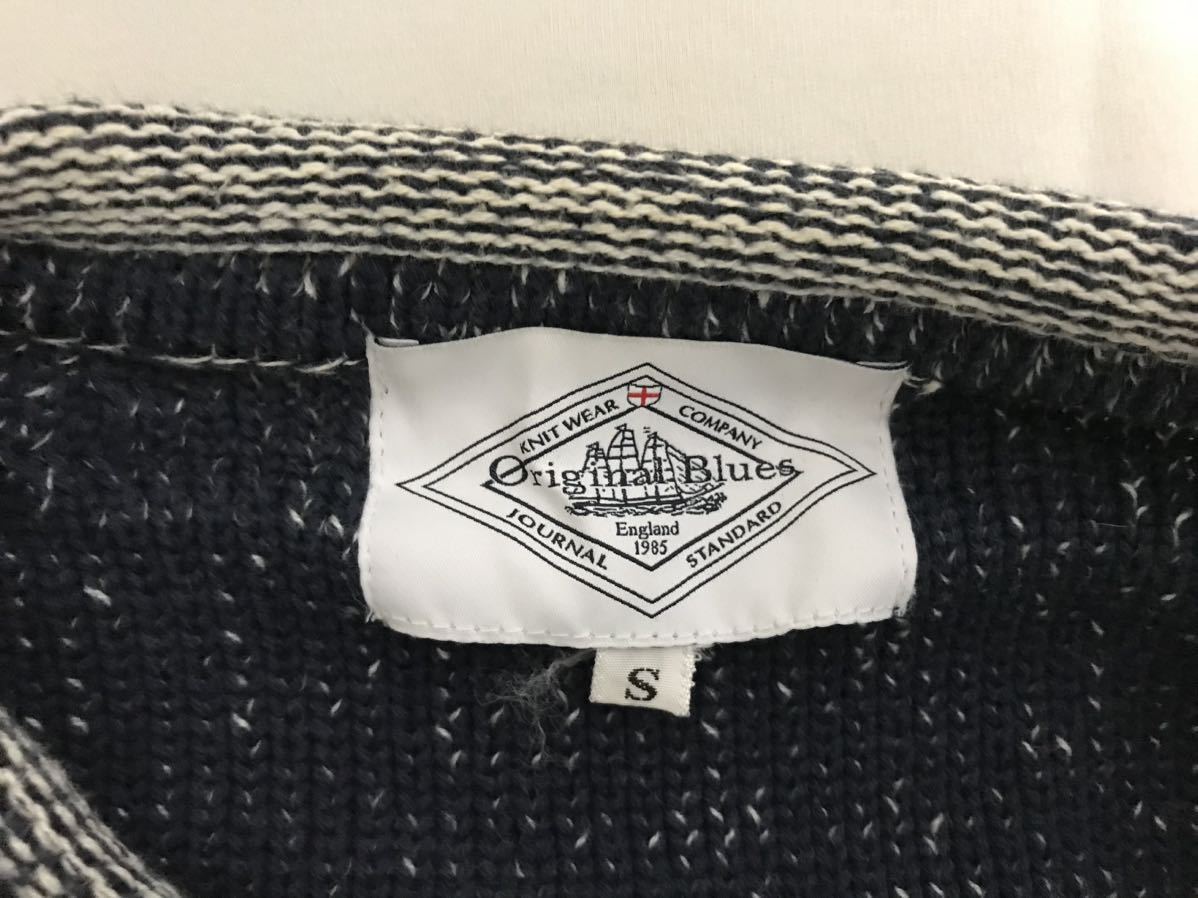 KNIT WEAR COMPANY
Original Blues
England
1985
JOURNAL STANDARD
S